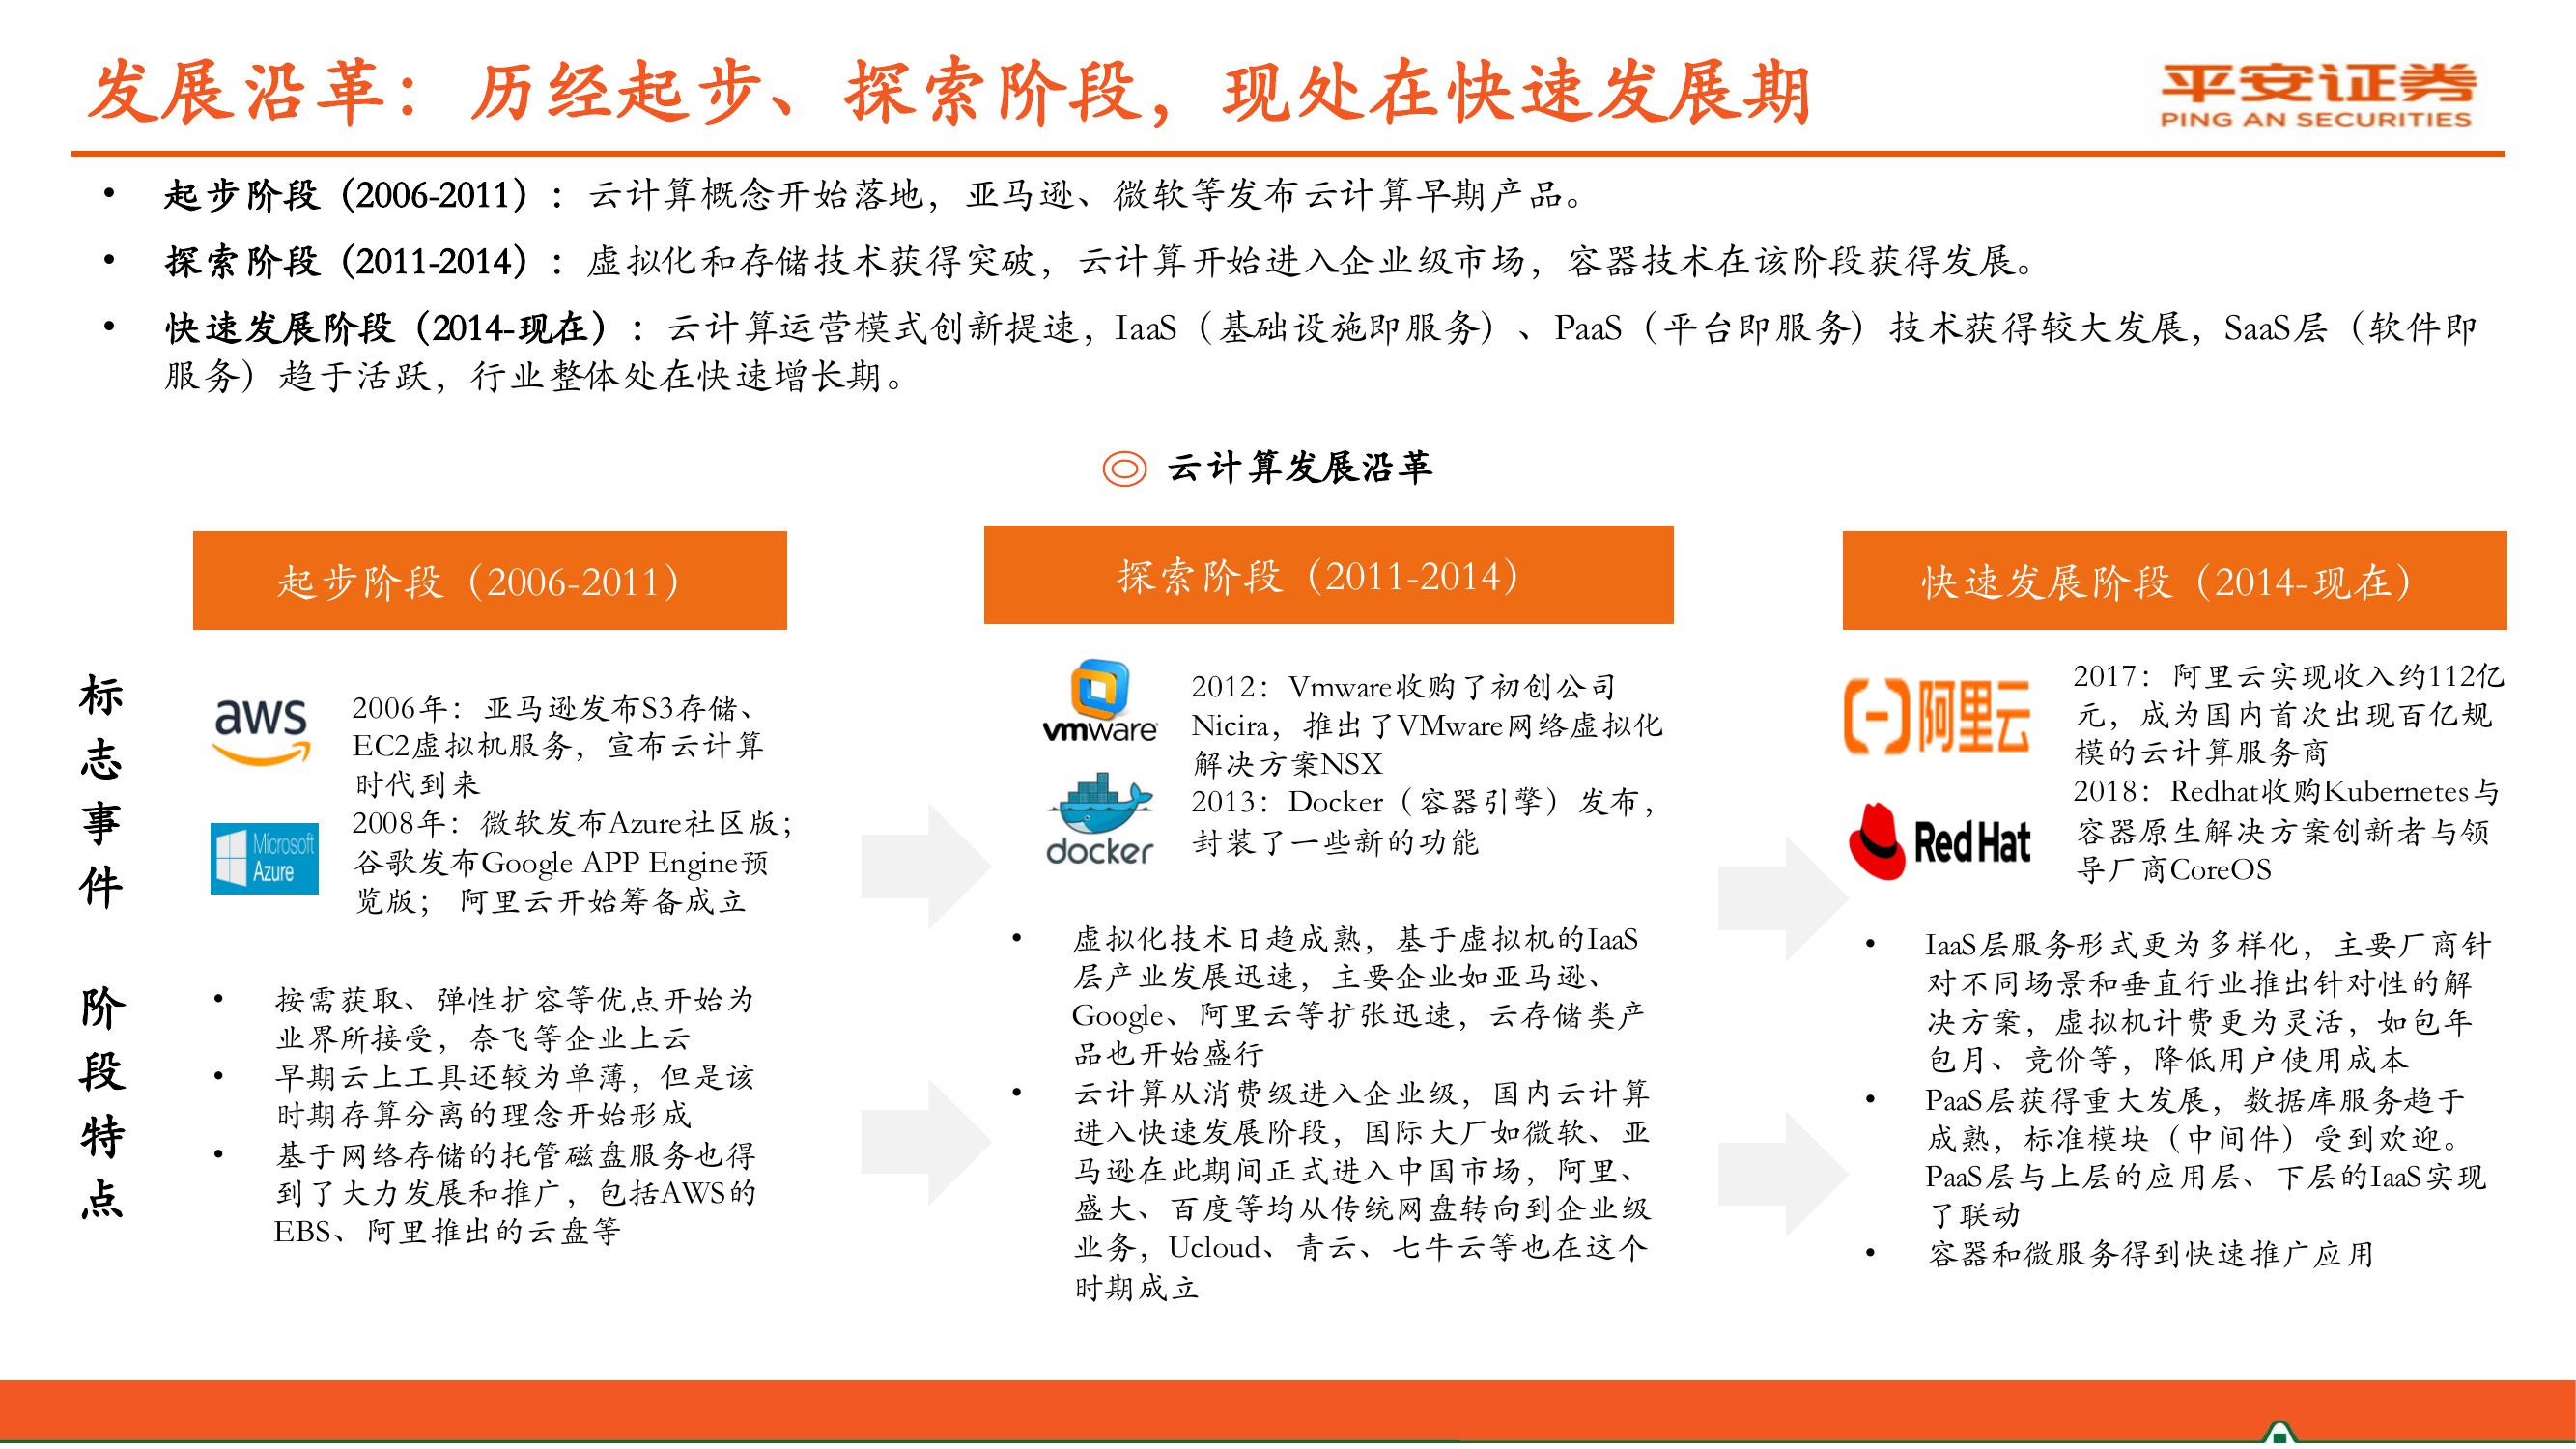 发展沿革：历经起步、探索阶段，现处在快速发展期
平安证券
PING AN SECURITIES
• 起步阶段（2006-2011）：云计算概念开始落地，亚马逊、微软等发布云计算早期产品。
• 探索阶段（2011-2014）：虚拟化和存储技术获得突破，云计算开始进入企业级市场，容器技术在该阶段获得发展。
• 快速发展阶段（2014-现在）：云计算运营模式创新提速，IaaS（基础设施即服务）、PaaS（平台即服务）技术获得较大发展，SaaS层（软件即
服务）趋于活跃，行业整体处在快速增长期。
云计算发展沿革
起步阶段（2006-2011）
探索阶段（2011-2014）
快速发展阶段（2014-现在）
标志事件
aws
Microsoft
Azure
2006年：亚马逊发布S3存储、
EC2虚拟机服务，宣布云计算
时代到来
2008年：微软发布Azure社区版；
谷歌发布Google APP Engine预
览版； 阿里云开始筹备成立
vmware
docker
2012：Vmware收购了初创公司
Nicira，推出了VMware网络虚拟化
解决方案NSX
2013：Docker（容器引擎）发布，
封装了一些新的功能
阿里云
Red Hat
2017：阿里云实现收入约112亿
元，成为国内首次出现百亿规
模的云计算服务商
2018：Redhat收购Kubernetes与
容器原生解决方案创新者与领
导厂商CoreOS
阶段特点
• 按需获取、弹性扩容等优点开始为
业界所接受，奈飞等企业上云
• 早期云上工具还较为单薄，但是该
时期存算分离的理念开始形成
• 基于网络存储的托管磁盘服务也得
到了大力发展和推广，包括AWS的
EBS、阿里推出的云盘等
• 虚拟化技术日趋成熟，基于虚拟机的IaaS
层产业发展迅速，主要企业如亚马逊、
Google、阿里云等扩张迅速，云存储类产
品也开始盛行
• 云计算从消费级进入企业级，国内云计算
进入快速发展阶段，国际大厂如微软、亚
马逊在此期间正式进入中国市场，阿里、
盛大、百度等均从传统网盘转向到企业级
业务，Ucloud、青云、七牛云等也在这个
时期成立
• IaaS层服务形式更为多样化，主要厂商针
对不同场景和垂直行业推出针对性的解
决方案，虚拟机计费更为灵活，如包年
包月、竞价等，降低用户使用成本
• PaaS层获得重大发展，数据库服务趋于
成熟，标准模块（中间件）受到欢迎。
PaaS层与上层的应用层、下层的IaaS实现
了联动
• 容器和微服务得到快速推广应用